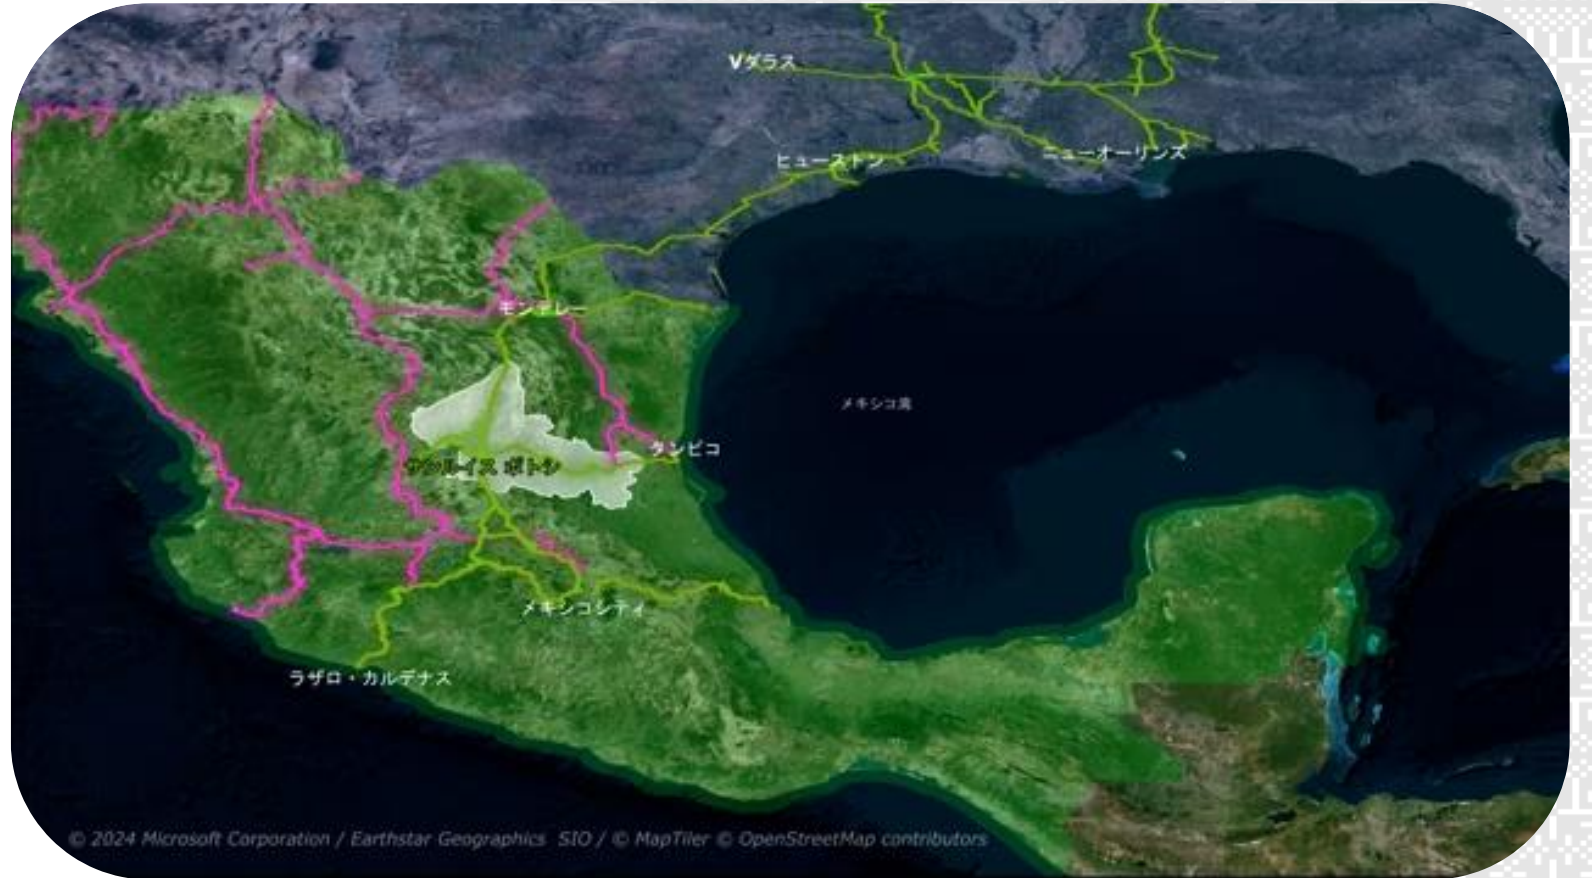 Vダラス
ヒューストン
ニューオーリンズ
モンテレー
メキシコ湾
タンピコ
サンルイス ポトシ
メキシコシティ
ラザロ・カルデナス
© 2024 Microsoft Corporation / Earthstar Geographics SIO / © MapTiler © OpenStreetMap contributors